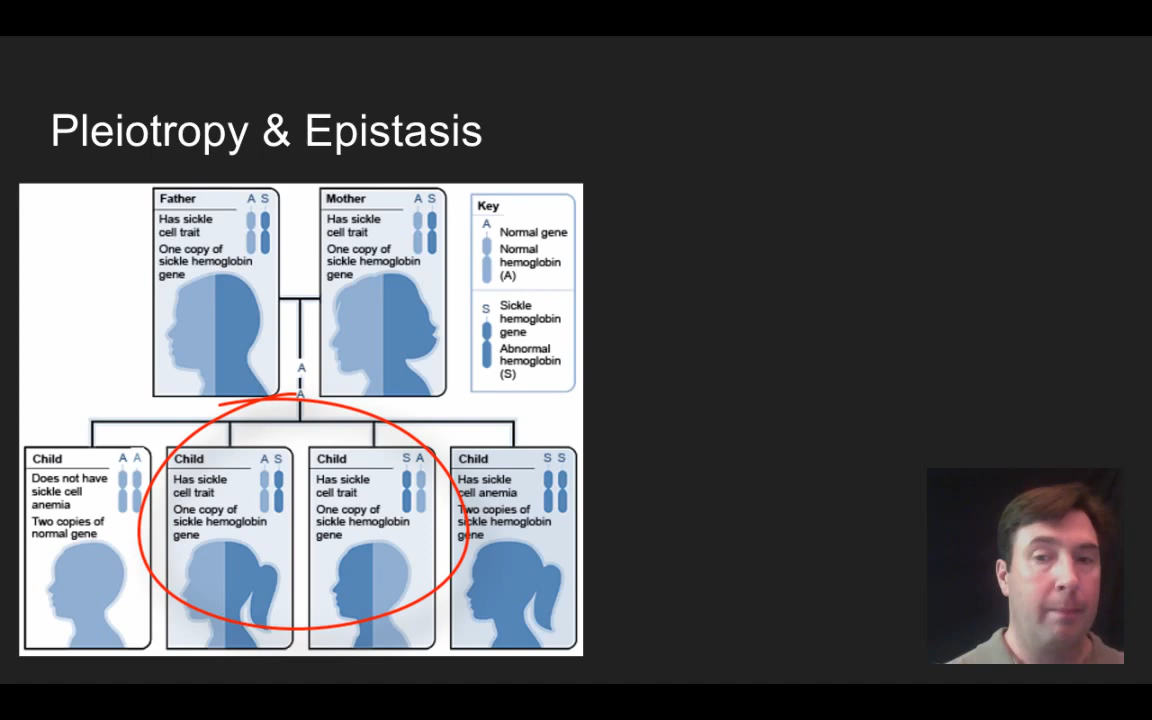 Pleiotropy & Epistasis
Father
A S
Has sickle
cell trait
One copy of
sickle hemoglobin
gene
Mother
A S
Has sickle
cell trait
One copy of
sickle hemoglobin
gene
Key
A
Normal gene
Normal
hemoglobin
(A)
S
Sickle
hemoglobin
gene
Abnormal
hemoglobin
(S)
A
A
Child
A A
Does not have
sickle cell
anemia
Two copies of
normal gene
Child
A S
Has sickle
cell trait
One copy of
sickle hemoglobin
gene
Child
S A
Has sickle
cell trait
One copy of
sickle hemoglobin
gene
Child
S S
Has sickle
cell anemia
Two copies of
sickle hemoglobin
gene